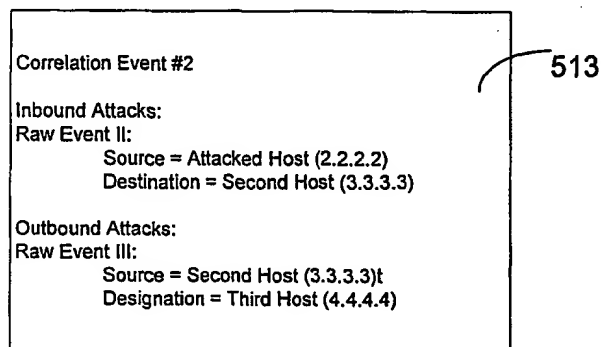 Correlation Event #2
513
Inbound Attacks:
Raw Event II:
Source = Attacked Host (2.2.2.2)
Destination = Second Host (3.3.3.3)
Outbound Attacks:
Raw Event III:
Source = Second Host (3.3.3.3)t
Designation = Third Host (4.4.4.4)